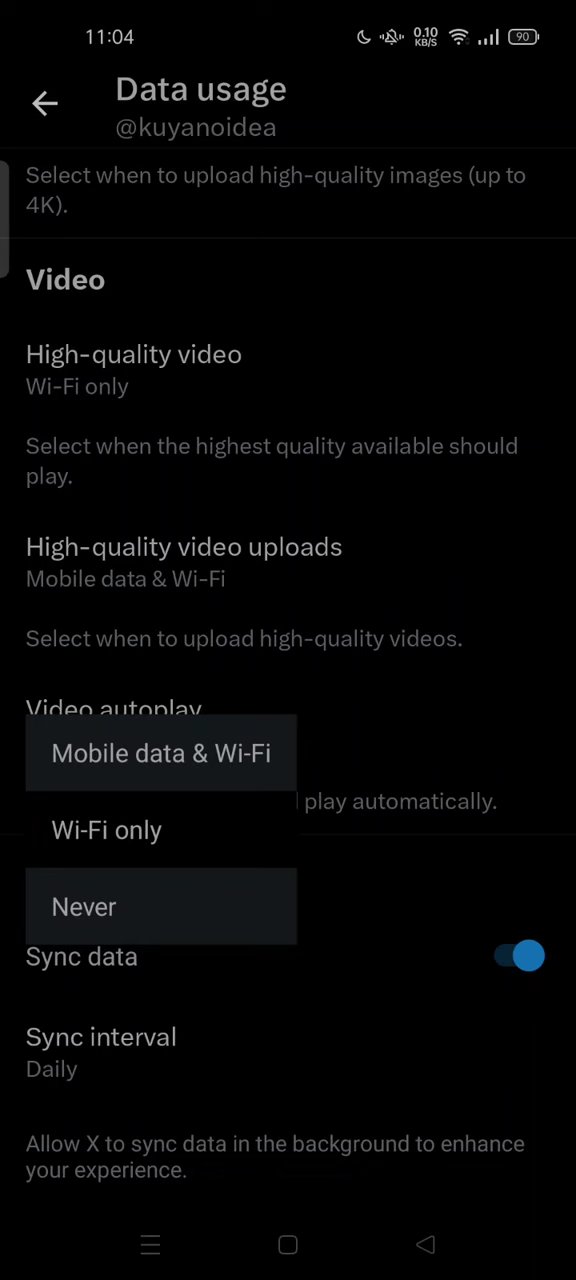 11:04
0.10
KB/S
90
Data usage
@kuyanoidea
Select when to upload high-quality images (up to
4K).
Video
High-quality video
Wi-Fi only
Select when the highest quality available should
play.
High-quality video uploads
Mobile data & Wi-Fi
Select when to upload high-quality videos.
Video autoplay
Mobile data & Wi-Fi
play automatically.
Wi-Fi only
Never
Sync data
Sync interval
Daily
Allow X to sync data in the background to enhance
your experience.